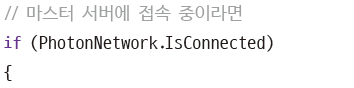 // 마스터 서버에 접속 중이라면
if (PhotonNetwork.IsConnected)
{